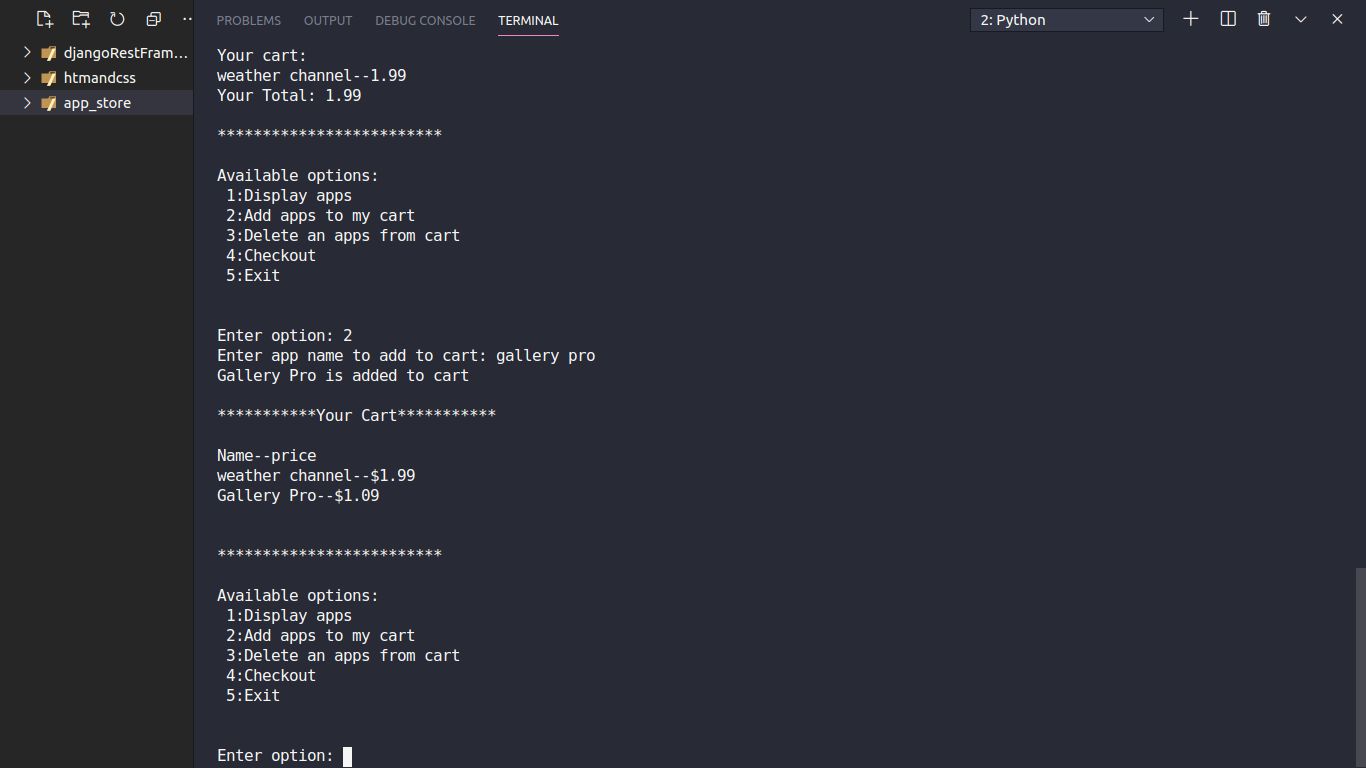 PROBLEMS OUTPUT DEBUG CONSOLE TERMINAL 2: Python
djangoRestFram...
htmandcss
app_store
Your cart:
weather channel--1.99
Your Total: 1.99
*************************
Available options:
1:Display apps
2:Add apps to my cart
3:Delete an apps from cart
4:Checkout
5:Exit
Enter option: 2
Enter app name to add to cart: gallery pro
Gallery Pro is added to cart
***********Your Cart***********
Name--price
weather channel--$1.99
Gallery Pro--$1.09
*************************
Available options:
1:Display apps
2:Add apps to my cart
3:Delete an apps from cart
4:Checkout
5:Exit
Enter option: